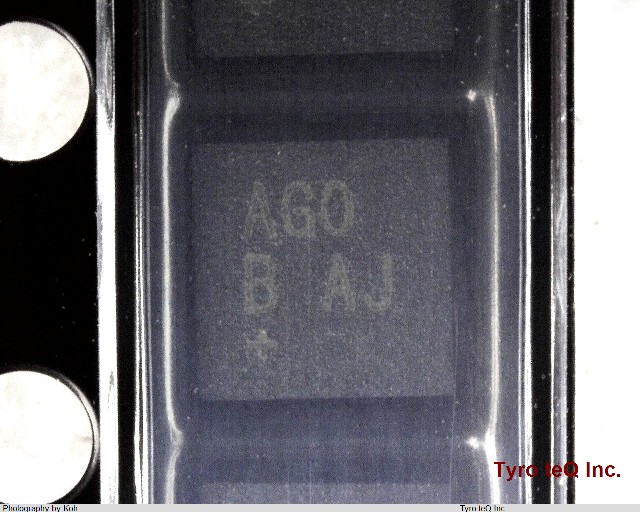 AGO
B AJ
+
Tyro teQ Inc.
Photography by Koh
Tyro teQ Inc